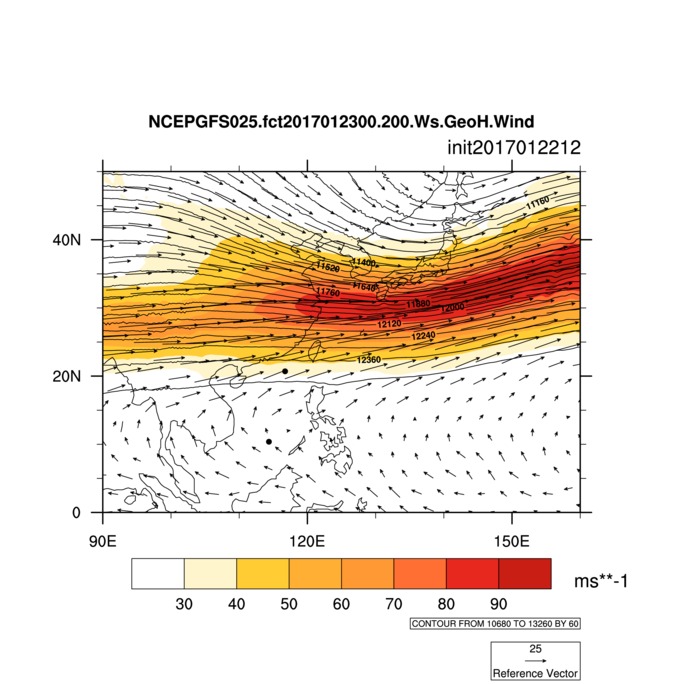 NCEPGFS025.fct2017012300.200.Ws.GeoH.Wind
init2017012212
11160
40N
11400
11520
11640
11760
11880
12000
12120
12240
12360
20N
0
90E 120E 150E
ms**-1
30 40 50 60 70 80 90
CONTOUR FROM 10680 TO 13260 BY 60
25
Reference Vector